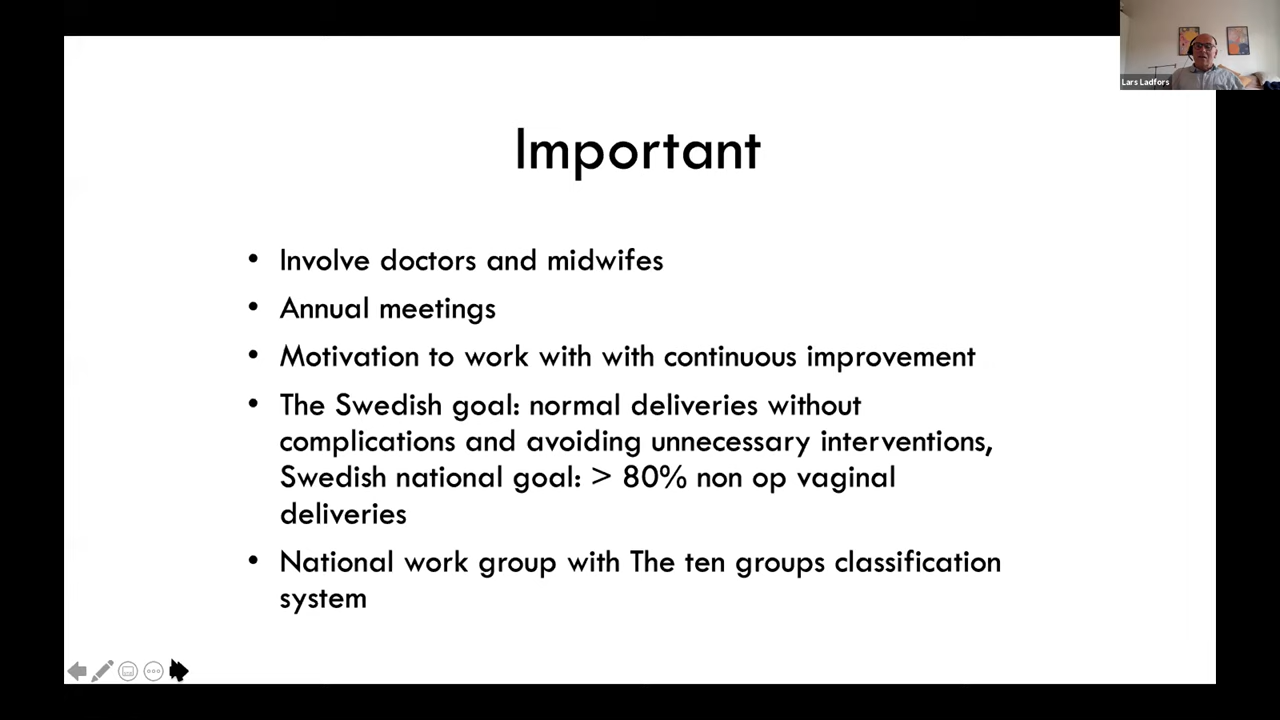 Lars Ladfors
Important
• Involve doctors and midwifes
• Annual meetings
• Motivation to work with with continuous improvement
• The Swedish goal: normal deliveries without
complications and avoiding unnecessary interventions,
Swedish national goal: > 80% non op vaginal
deliveries
• National work group with The ten groups classification
system